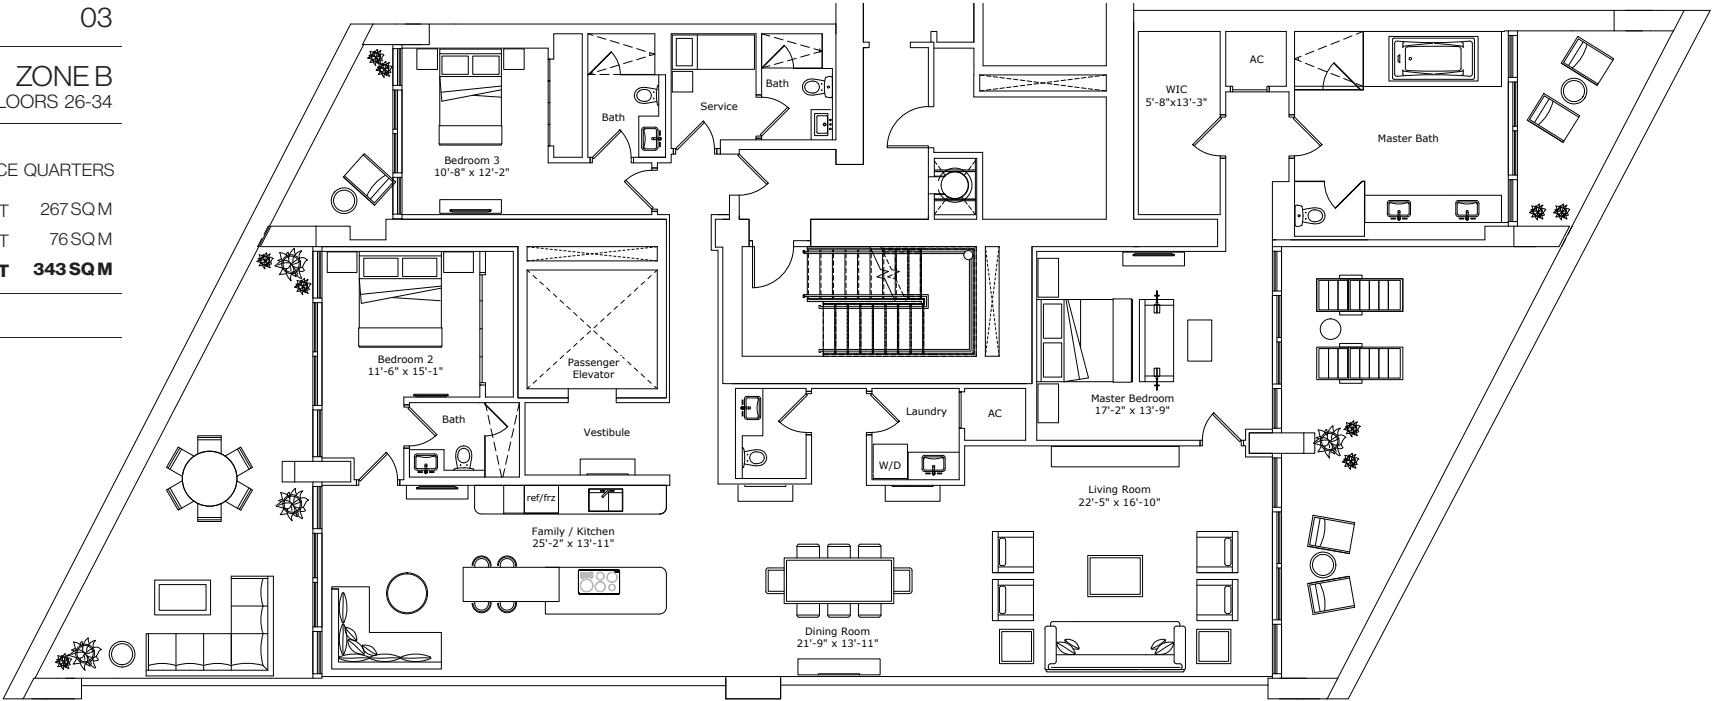 03
ZONE B
LOORS 26-34
CE QUARTERS
T 267 SQ M
T 76 SQ M
T 343 SQ M
Bedroom 3
10'-8" x 12'-2"
Bath
Service
Bath
WIC
5'-8"x13'-3"
AC
Master Bath
Bedroom 2
11'-6" x 15'-1"
Passenger
Elevator
Bath
Vestibule
Laundry
AC
W/D
Master Bedroom
17'-2" x 13'-9"
ref/frz
Family / Kitchen
25'-2" x 13'-11"
Living Room
22'-5" x 16'-10"
Dining Room
21'-9" x 13'-11"